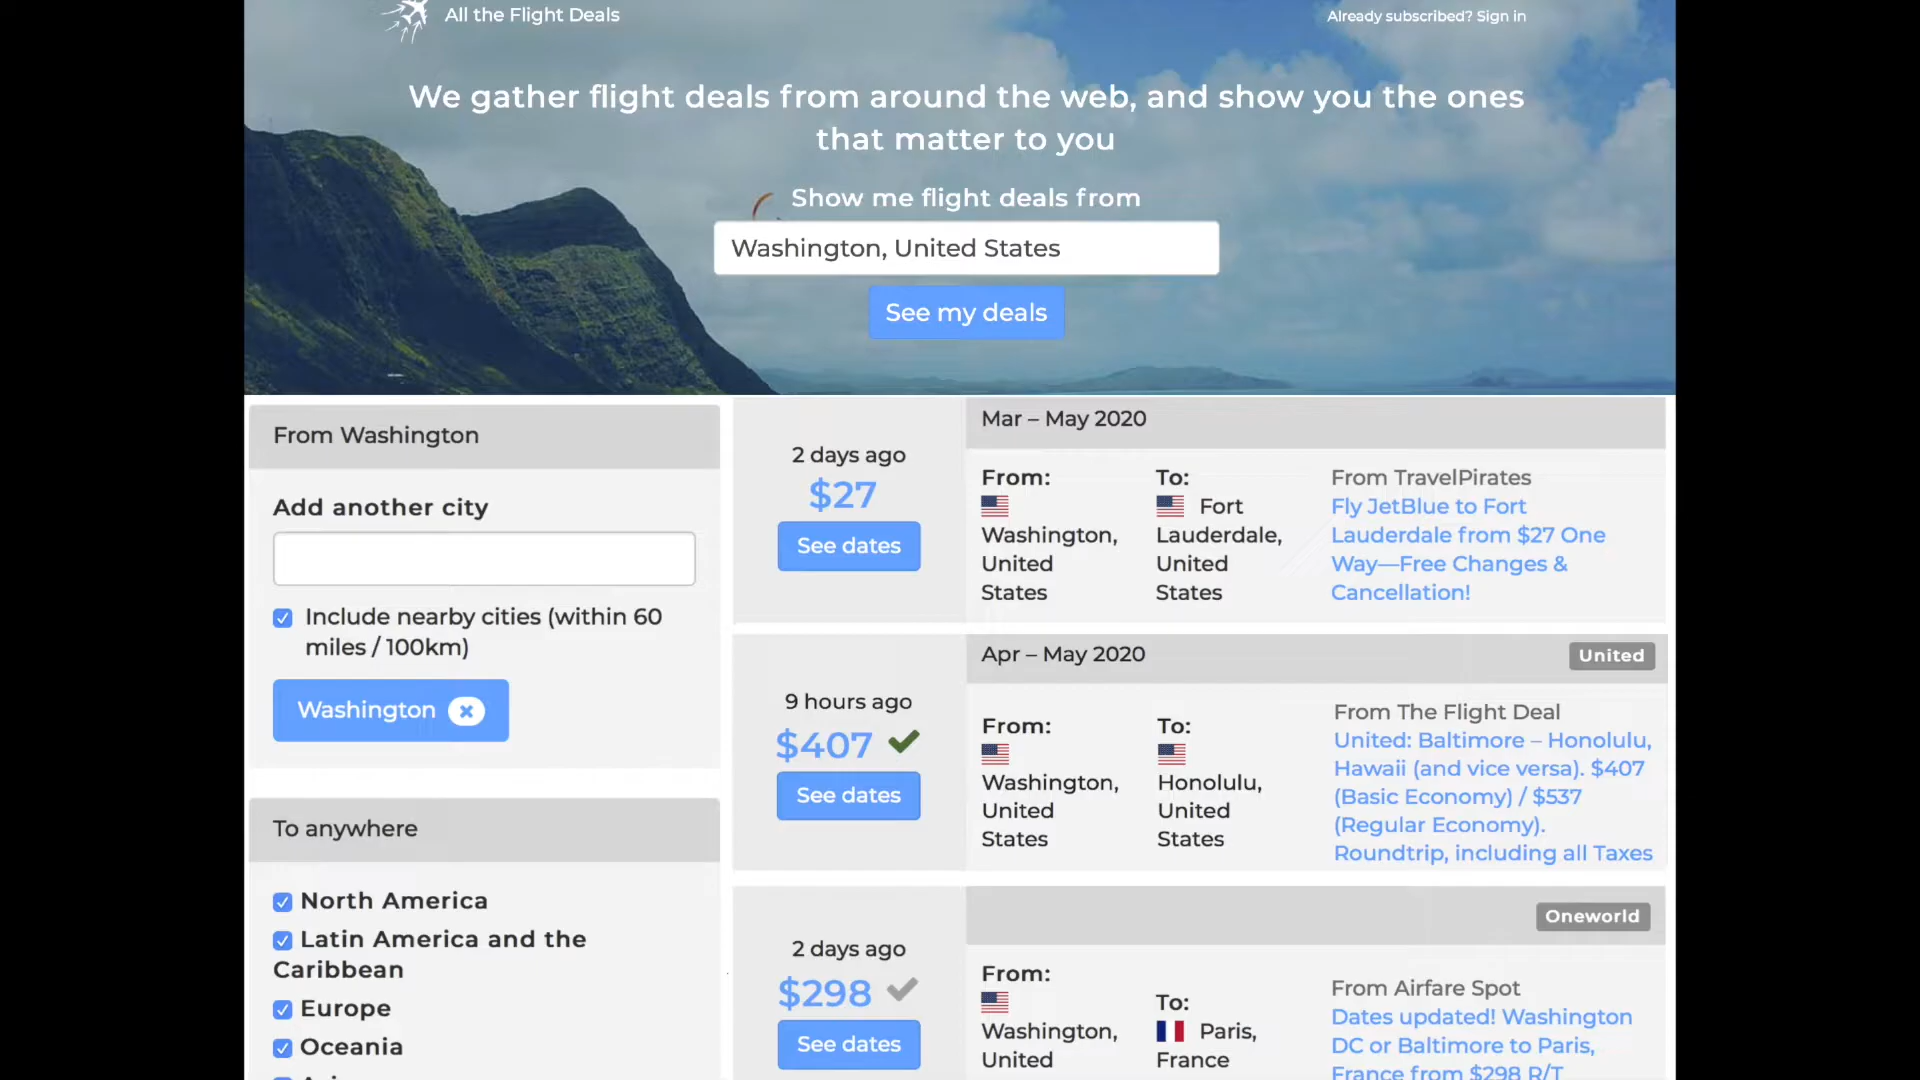 All the Flight Deals
Already subscribed? Sign in
We gather flight deals from around the web, and show you the ones
that matter to you
Show me flight deals from
Washington, United States
See my deals
From Washington
Add another city
Include nearby cities (within 60
miles / 100km)
Washington
To anywhere
North America
Latin America and the
Caribbean
Europe
Oceania
Mar – May 2020
2 days ago
$27
See dates
From:
Washington,
United
States
To:
Fort
Lauderdale,
United
States
From TravelPirates
Fly JetBlue to Fort
Lauderdale from $27 One
Way—Free Changes &
Cancellation!
Apr – May 2020
United
9 hours ago
$407
See dates
From:
Washington,
United
States
To:
Honolulu,
United
States
From The Flight Deal
United: Baltimore – Honolulu,
Hawaii (and vice versa). $407
(Basic Economy) / $537
(Regular Economy).
Roundtrip, including all Taxes
Oneworld
2 days ago
$298
See dates
From:
Washington,
United
To:
Paris,
France
From Airfare Spot
Dates updated! Washington
DC or Baltimore to Paris,
France from $298 R/T